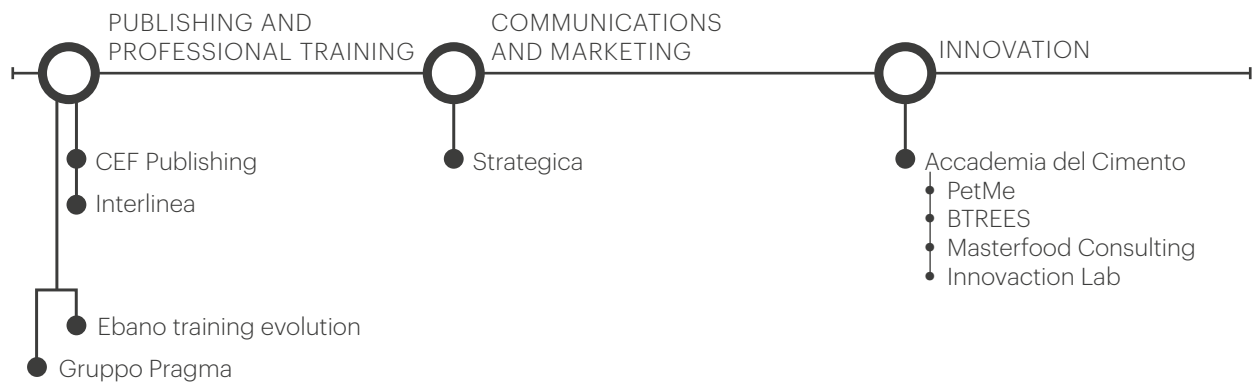 PUBLISHING AND
PROFESSIONAL TRAINING
CEF Publishing
Interlinea
Ebano training evolution
Gruppo Pragma
COMMUNICATIONS
AND MARKETING
Strategica
INNOVATION
Accademia del Cimento
PetMe
BTREES
Masterfood Consulting
Innovaction Lab